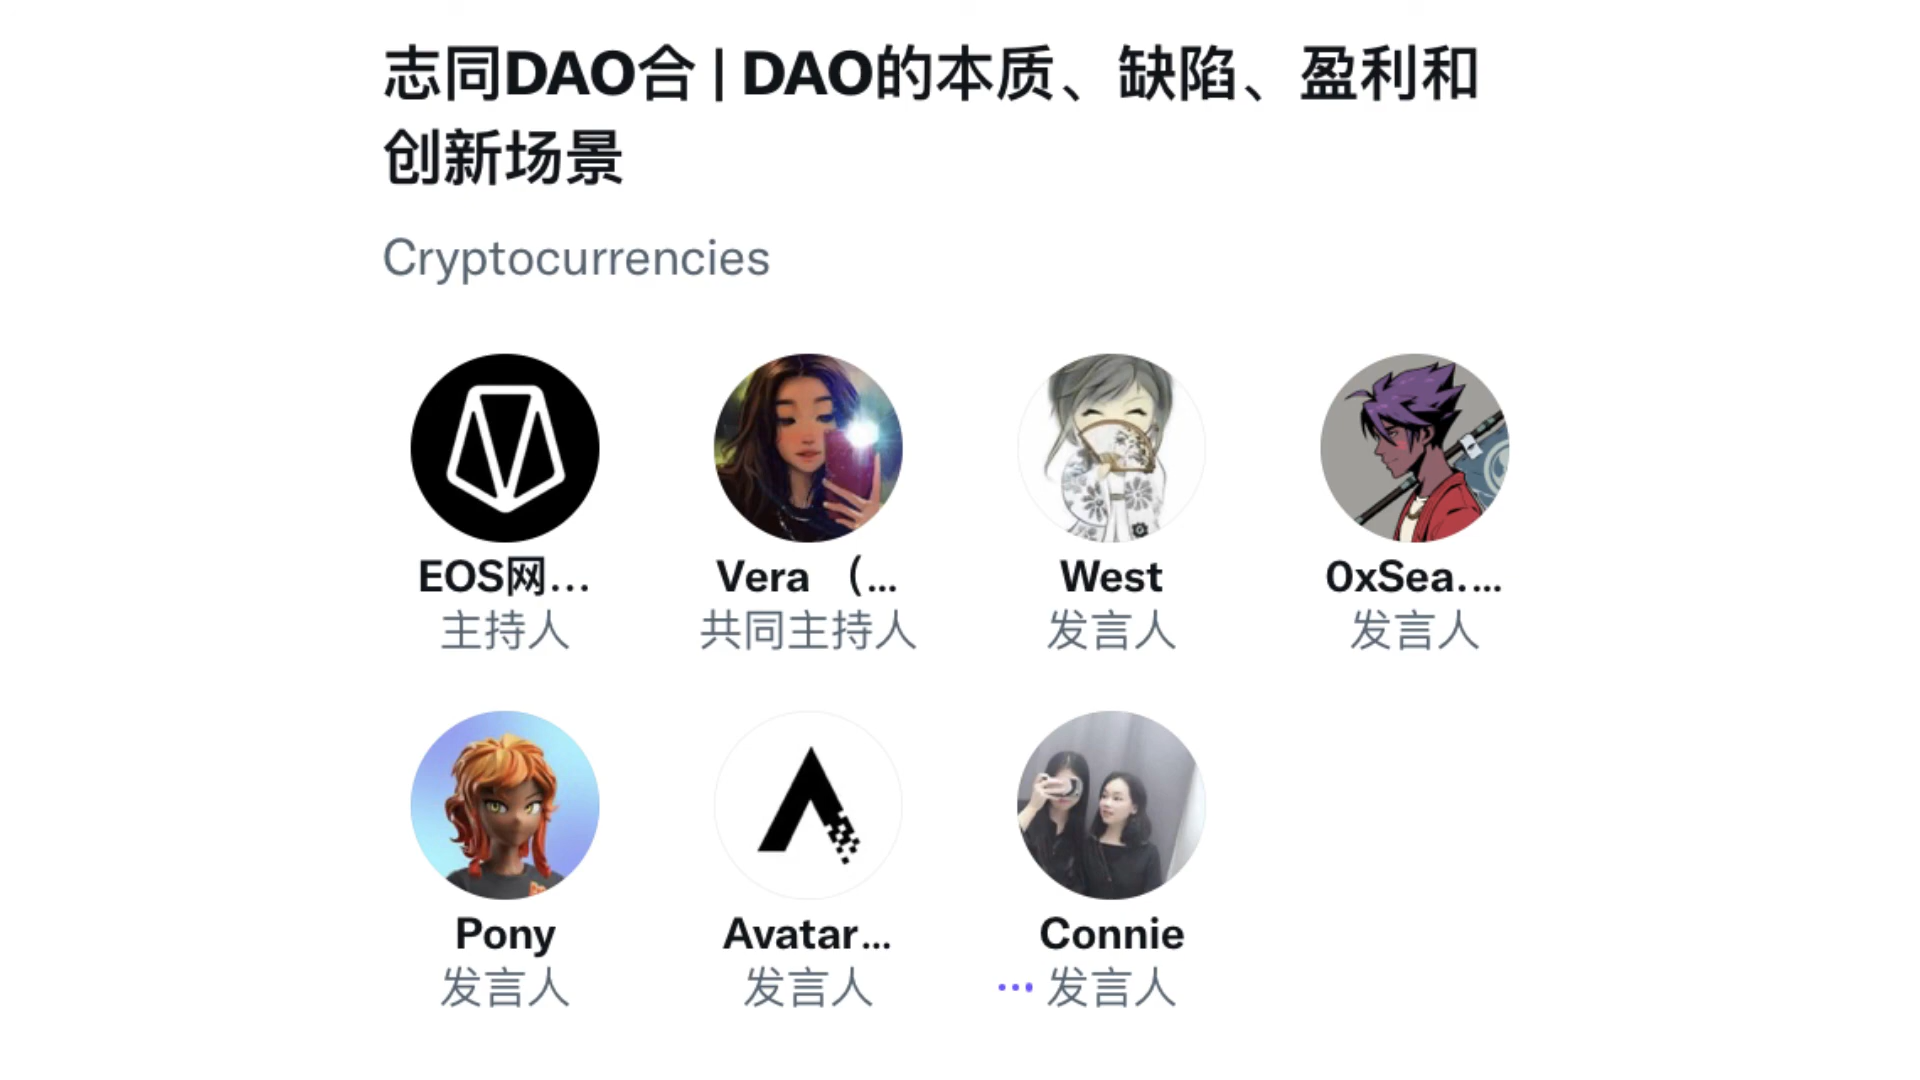 志同DAO合 | DAO的本质、缺陷、盈利和
创新场景
Cryptocurrencies
EOS网...
Vera （...
West
0xSea....
主持人
共同主持人
发言人
发言人
Pony
Avatar...
Connie
发言人
发言人
••• 发言人